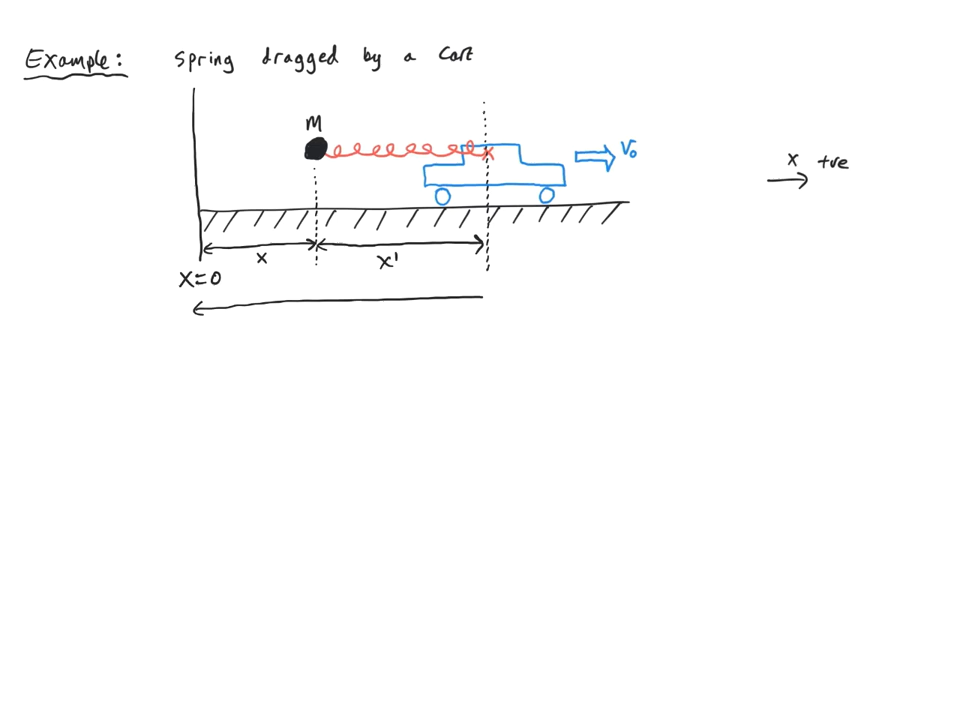 Example: Spring dragged by a Cart
M
V₀
x +ve
x
x'
x=0